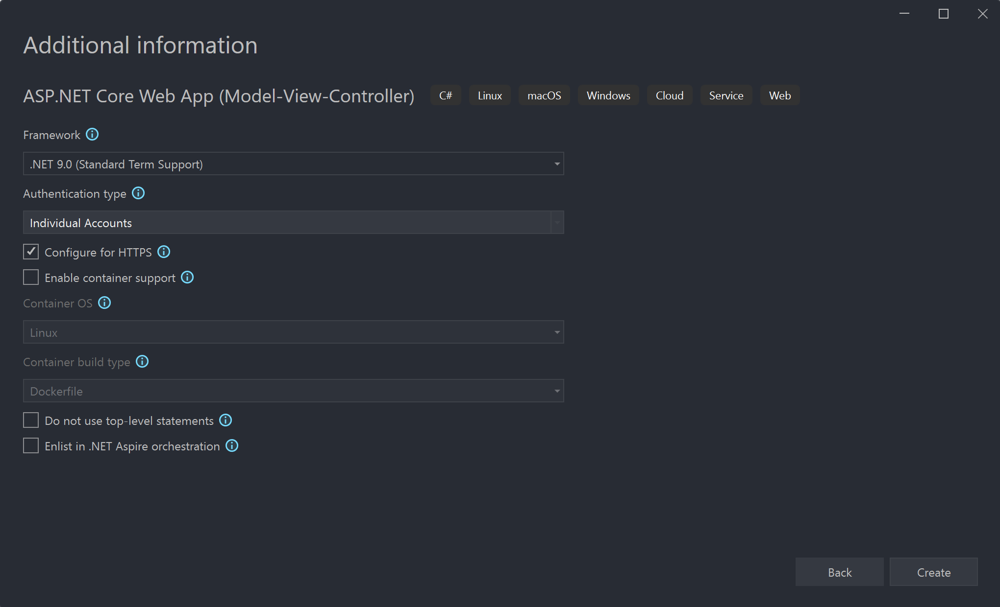 Additional information
ASP.NET Core Web App (Model-View-Controller) C# Linux macOS Windows Cloud Service Web
Framework
.NET 9.0 (Standard Term Support)
Authentication type
Individual Accounts
Configure for HTTPS
Enable container support
Container OS
Linux
Container build type
Dockerfile
Do not use top-level statements
Enlist in .NET Aspire orchestration
Back Create